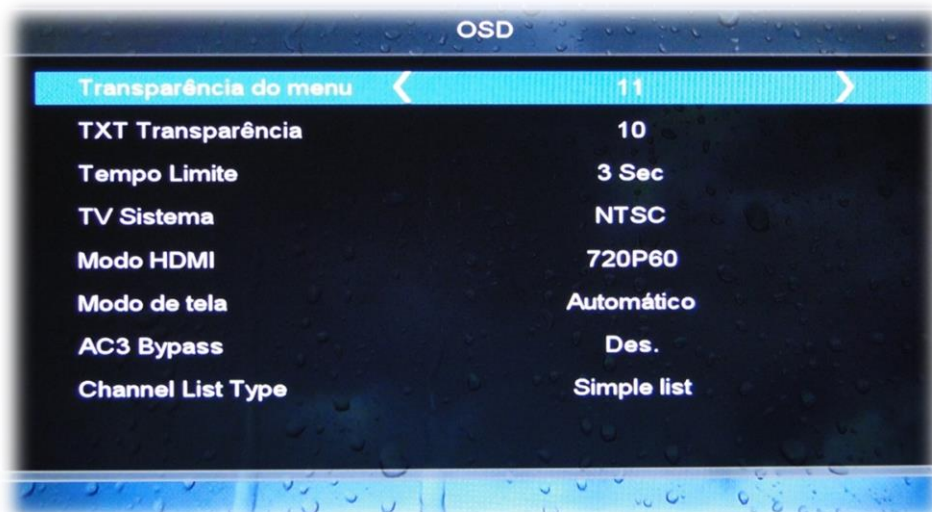 OSD
Transparência do menu 11
TXT Transparência 10
Tempo Limite 3 Sec
TV Sistema NTSC
Modo HDMI 720P60
Modo de tela Automático
AC3 Bypass Des.
Channel List Type Simple list